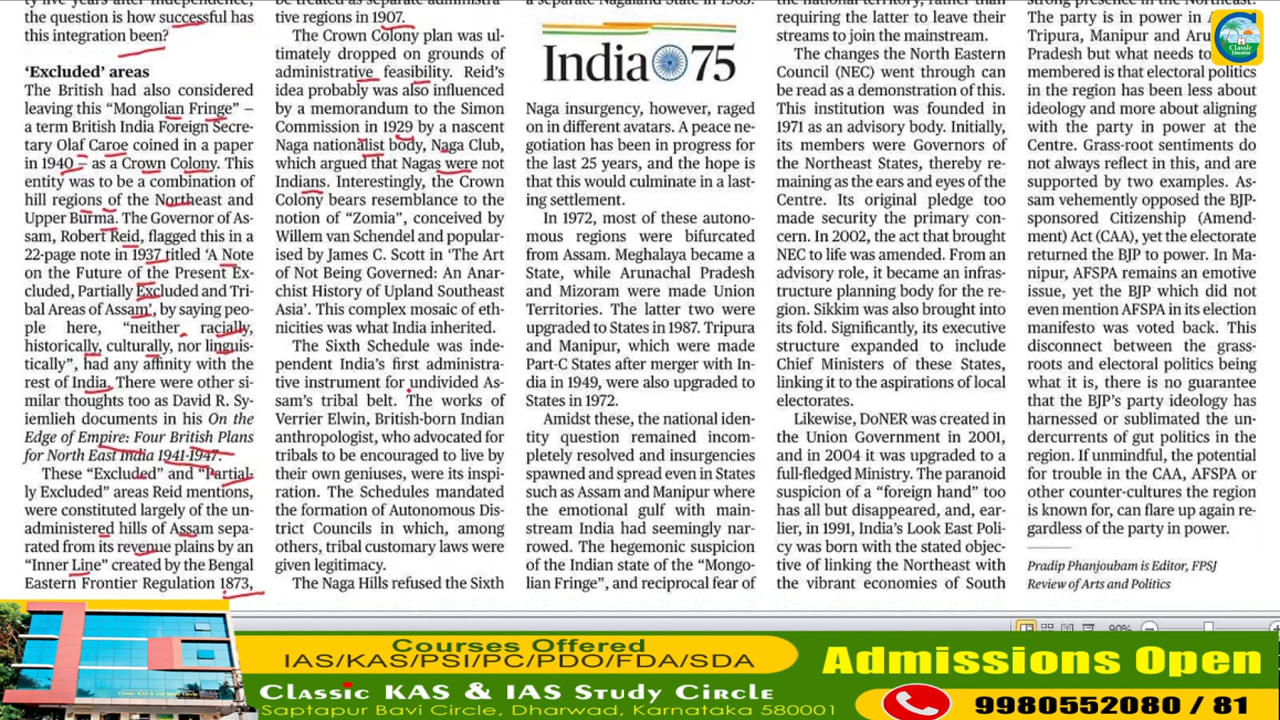 ty-five years after independence,
the question is how successful has
this integration been?
'Excluded' areas
The British had also considered
leaving this "Mongolian Fringe" –
a term British India Foreign Secre-
tary Olaf Caroe coined in a paper
in 1940 – as a Crown Colony. This
entity was to be a combination of
hill regions of the Northeast and
Upper Burma. The Governor of As-
sam, Robert Reid, flagged this in a
22-page note in 1937 titled 'A Note
on the Future of the Present Ex-
cluded, Partially Excluded and Tri-
bal Areas of Assam', by saying peo-
ple here, "neither racially,
historically, culturally, nor linguis-
tically", had any affinity with the
rest of India. There were other si-
milar thoughts too as David R. Sy-
iemlieh documents in his On the
Edge of Empire: Four British Plans
for North East India 1941-1947.
These "Excluded" and "Partial-
ly Excluded" areas Reid mentions,
were constituted largely of the un-
administered hills of Assam sepa-
rated from its revenue plains by an
"Inner Line" created by the Bengal
Eastern Frontier Regulation 1873,
be treated as separate administra-
tive regions in 1907.
The Crown Colony plan was ul-
timately dropped on grounds of
administrative feasibility. Reid's
idea probably was also influenced
by a memorandum to the Simon
Commission in 1929 by a nascent
Naga nationalist body, Naga Club,
which argued that Nagas were not
Indians. Interestingly, the Crown
Colony bears resemblance to the
notion of "Zomia", conceived by
Willem van Schendel and popular-
ised by James C. Scott in 'The Art
of Not Being Governed: An Anar-
chist History of Upland Southeast
Asia'. This complex mosaic of eth-
nicities was what India inherited.
The Sixth Schedule was inde-
pendent India's first administra-
tive instrument for undivided As-
sam's tribal belt. The works of
Verrier Elwin, British-born Indian
anthropologist, who advocated for
tribals to be encouraged to live by
their own geniuses, were its inspi-
ration. The Schedules mandated
the formation of Autonomous Dis-
trict Councils in which, among
others, tribal customary laws were
given legitimacy.
The Naga Hills refused the Sixth
a separate Nagaland State in 1963.
India 75
Naga insurgency, however, raged
on in different avatars. A peace ne-
gotiation has been in progress for
the last 25 years, and the hope is
that this would culminate in a last-
ing settlement.
In 1972, most of these autono-
mous regions were bifurcated
from Assam. Meghalaya became a
State, while Arunachal Pradesh
and Mizoram were made Union
Territories. The latter two were
upgraded to States in 1987. Tripura
and Manipur, which were made
Part-C States after merger with In-
dia in 1949, were also upgraded to
States in 1972.
Amidst these, the national iden-
tity question remained incom-
pletely resolved and insurgencies
spawned and spread even in States
such as Assam and Manipur where
the emotional gulf with main-
stream India had seemingly nar-
rowed. The hegemonic suspicion
of the Indian state of the "Mongo-
lian Fringe", and reciprocal fear of
the national territory, rather than
requiring the latter to leave their
streams to join the mainstream.
The changes the North Eastern
Council (NEC) went through can
be read as a demonstration of this.
This institution was founded in
1971 as an advisory body. Initially,
its members were Governors of
the Northeast States, thereby re-
maining as the ears and eyes of the
Centre. Its original pledge too
made security the primary con-
cern. In 2002, the act that brought
NEC to life was amended. From an
advisory role, it became an infras-
tructure planning body for the re-
gion. Sikkim was also brought into
its fold. Significantly, its executive
structure expanded to include
Chief Ministers of these States,
linking it to the aspirations of local
electorates.
Likewise, DoNER was created in
the Union Government in 2001,
and in 2004 it was upgraded to a
full-fledged Ministry. The paranoid
suspicion of a "foreign hand" too
has all but disappeared, and, ear-
lier, in 1991, India's Look East Poli-
cy was born with the stated objec-
tive of linking the Northeast with
the vibrant economies of South
strong presence in the Northeast.
The party is in power in A
Tripura, Manipur and Aru
Pradesh but what needs to
membered is that electoral politics
in the region has been less about
ideology and more about aligning
with the party in power at the
Centre. Grass-root sentiments do
not always reflect in this, and are
supported by two examples. As-
sam vehemently opposed the BJP-
sponsored Citizenship (Amend-
ment) Act (CAA), yet the electorate
returned the BJP to power. In Ma-
nipur, AFSPA remains an emotive
issue, yet the BJP which did not
even mention AFSPA in its election
manifesto was voted back. This
disconnect between the grass-
roots and electoral politics being
what it is, there is no guarantee
that the BJP's party ideology has
harnessed or sublimated the un-
dercurrents of gut politics in the
region. If unmindful, the potential
for trouble in the CAA, AFSPA or
other counter-cultures the region
is known for, can flare up again re-
gardless of the party in power.
Pradip Phanjoubam is Editor, FPSJ
Review of Arts and Politics
Classic
Education
90%
Courses Offered
IAS/KAS/PSI/PC/PDO/FDA/SDA
Classic KAS & IAS Study Circle
Saptapur Bavi Circle, Dharwad, Karnataka 580001
Admissions Open
9980552080 / 81